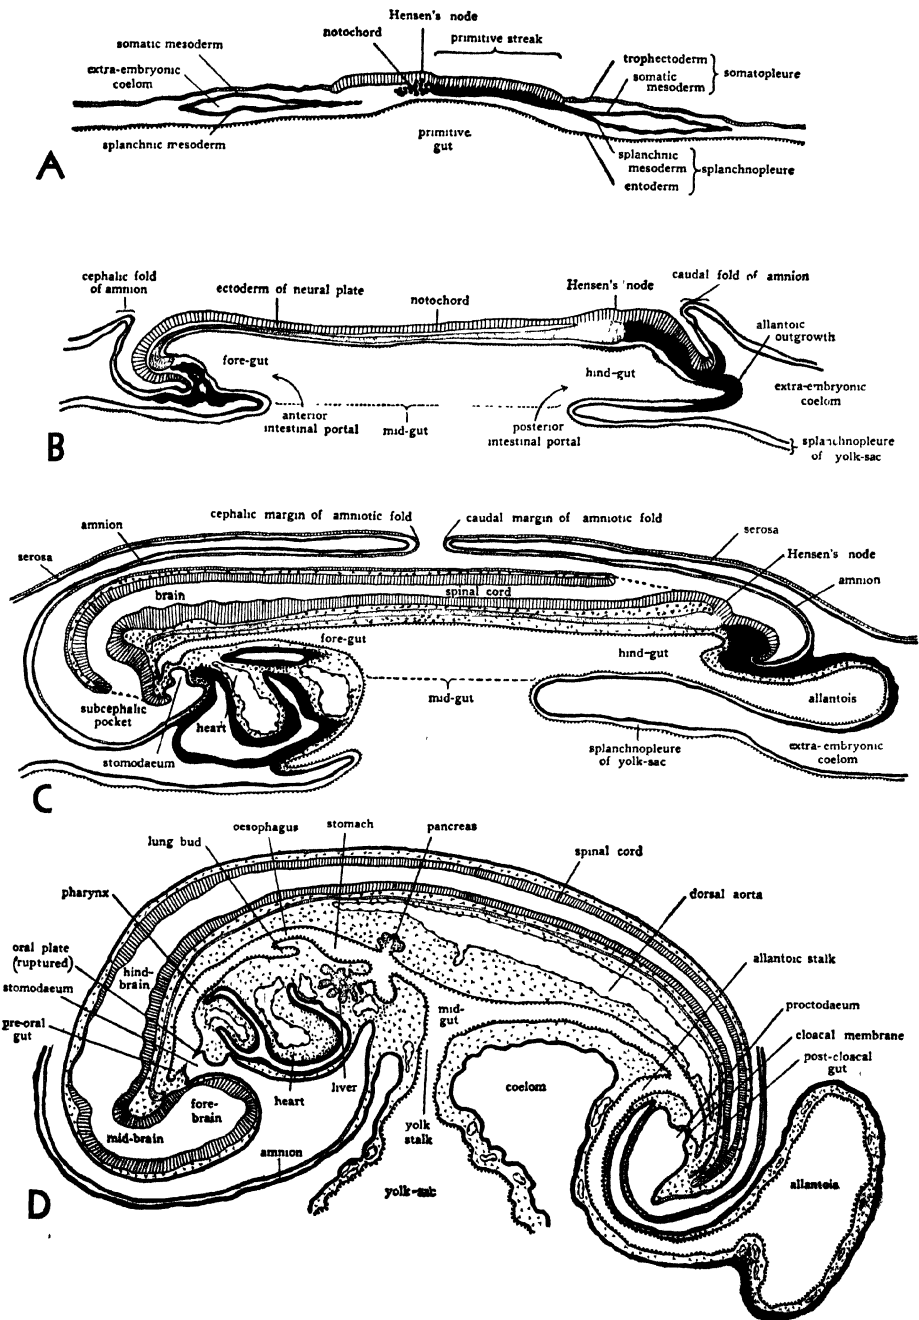 Hensen's node
notochord
primitive streak
somatic mesoderm
extra-embryonic
coelom
splanchnic mesoderm
primitive
gut
trophectoderm
somatic
mesoderm
somatopleure
splanchnic
mesoderm
entoderm
splanchnopleure
A
cephalic fold
of amnion
ectoderm of neural plate
notochord
Hensen's node
caudal fold of amnion
allantoic
outgrowth
fore-gut
hind-gut
extra-embryonic
coelom
anterior
intestinal portal
mid-gut
posterior
intestinal portal
splanchnopleure
of yolk-sac
B
cephalic margin of amniotic fold
caudal margin of amniotic fold
amnion
serosa
serosa
Hensen's node
amnion
brain
spinal cord
fore-gut
hind-gut
mid-gut
subcephalic
pocket
heart
stomodaeum
allantois
splanchnopleure
of yolk-sac
extra-embryonic
coelom
C
lung bud
oesophagus
stomach
pancreas
spinal cord
pharynx
dorsal aorta
oral plate
(ruptured)
stomodaeum
hind-
brain
allantoic stalk
pre-oral
gut
mid-
gut
proctodaeum
cloacal membrane
post-cloacal
gut
coelom
heart
liver
fore-
brain
mid-brain
amnion
yolk
stalk
yolk-sac
allantois
D